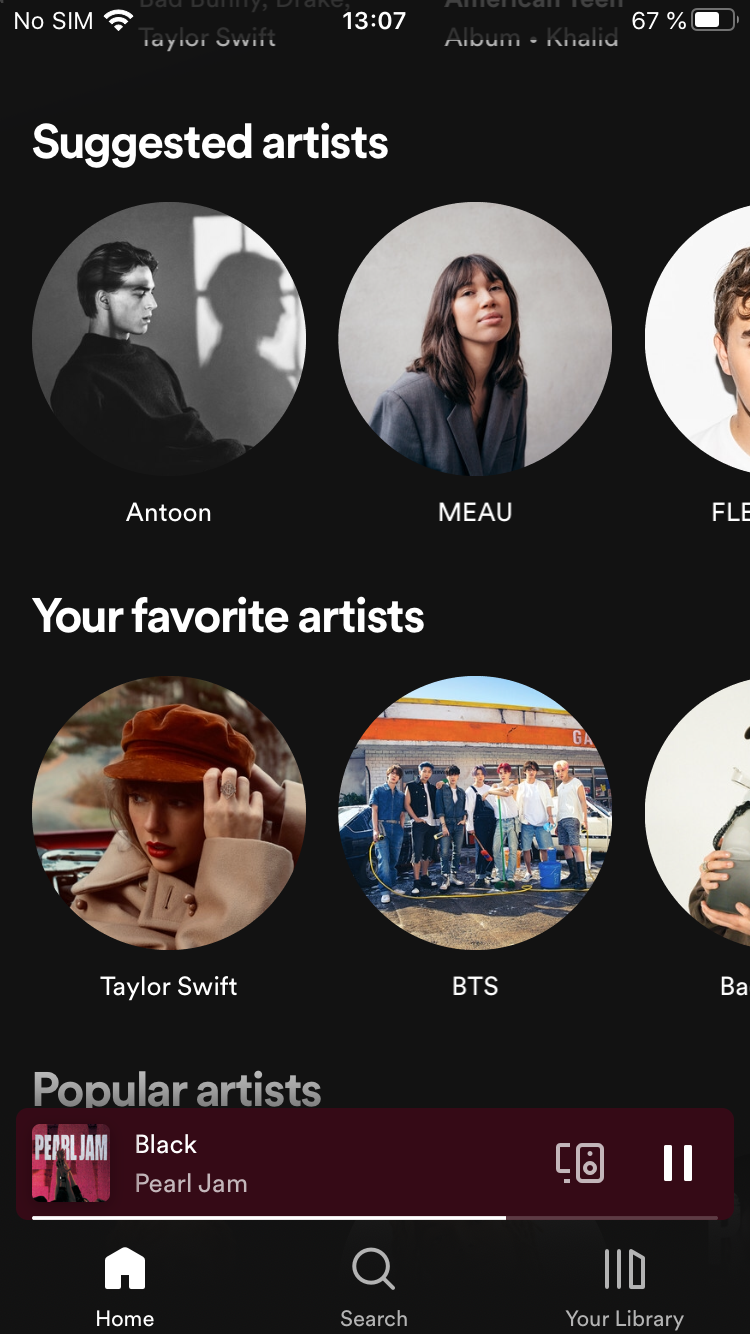 No SIM 13:07 67 %
Bad Bunny, Drake, American Teen
Taylor Swift Album • Khalid
Suggested artists
Antoon MEAU FLE
Your favorite artists
GA
Taylor Swift BTS Ba
Popular artists
PEARL JAM
Black
Pearl Jam
Home Search Your Library